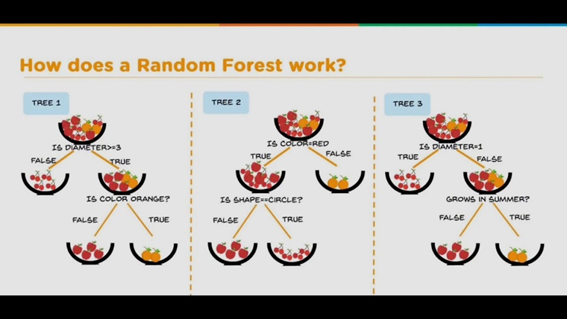 How does a Random Forest work?
TREE 1
IS DIAMETER>=3
FALSE
TRUE
IS COLOR ORANGE?
FALSE
TRUE
TREE 2
IS COLOR=RED
TRUE
FALSE
IS SHAPE==CIRCLE?
FALSE
TRUE
TREE 3
IS DIAMETER=1
TRUE
FALSE
GROWS IN SUMMER?
FALSE
TRUE